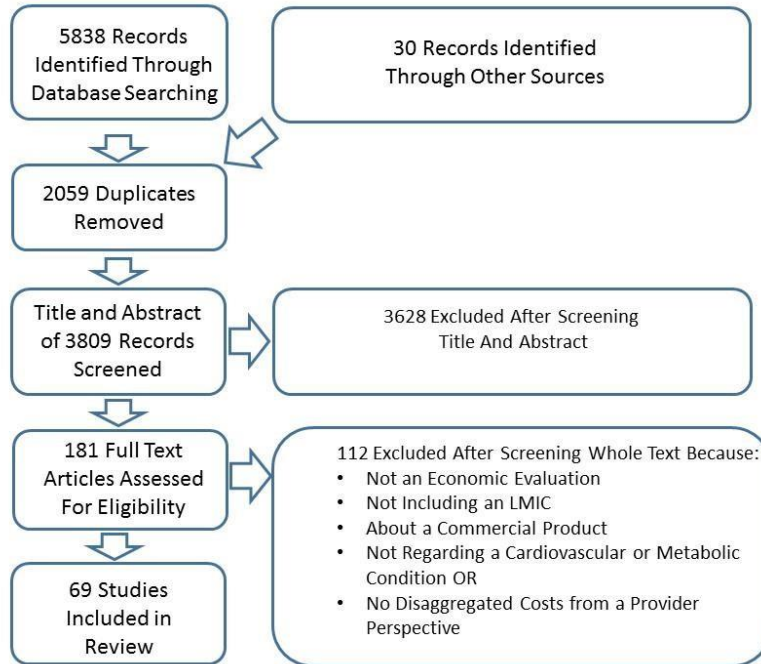 5838 Records
Identified Through
Database Searching
30 Records Identified
Through Other Sources
2059 Duplicates
Removed
Title and Abstract
of 3809 Records
Screened
3628 Excluded After Screening
Title And Abstract
181 Full Text
Articles Assessed
For Eligibility
112 Excluded After Screening Whole Text Because:
• Not an Economic Evaluation
• Not Including an LMIC
• About a Commercial Product
• Not Regarding a Cardiovascular or Metabolic
Condition OR
• No Disaggregated Costs from a Provider
Perspective
69 Studies
Included in
Review